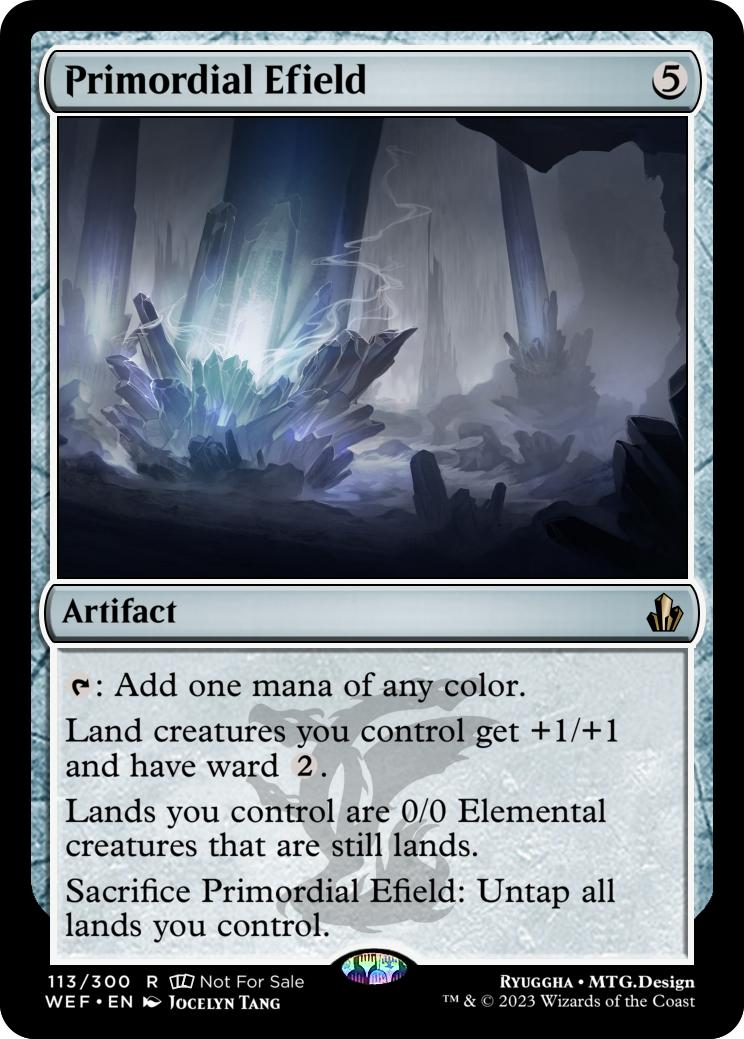 Primordial Efield 5
Artifact
: Add one mana of any color.
Land creatures you control get +1/+1
and have ward 2.
Lands you control are 0/0 Elemental
creatures that are still lands.
Sacrifice Primordial Efield: Untap all
lands you control.
113/300 R Not For Sale
WEF • EN Jocelyn Tang
Ryuggha • MTG.Design
™ & © 2023 Wizards of the Coast